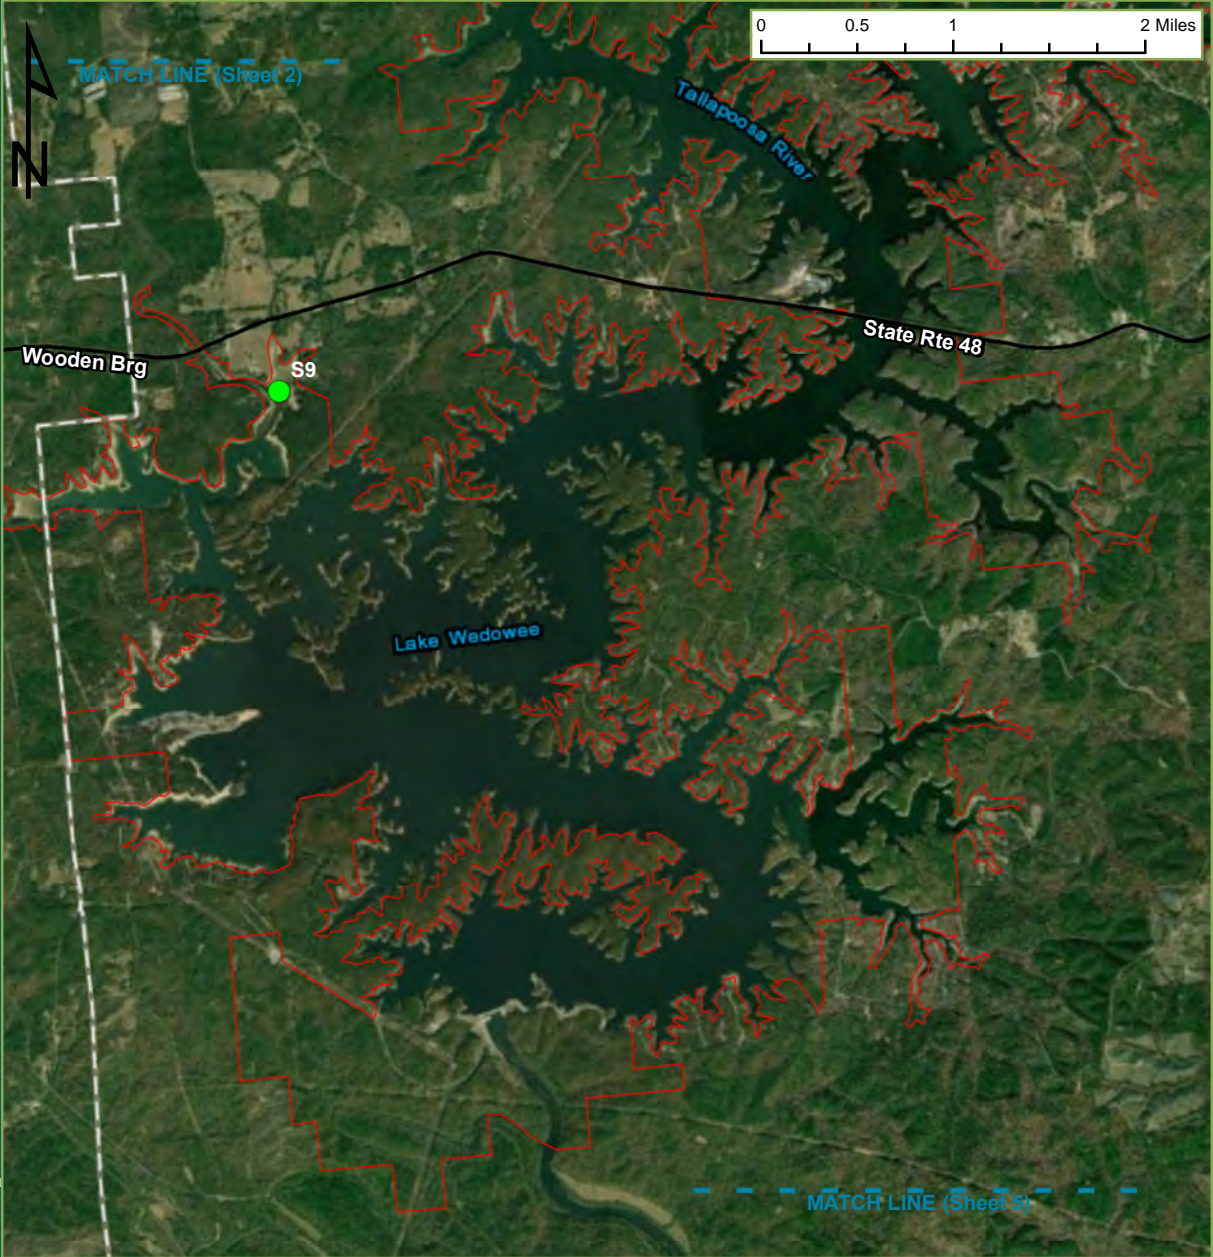 0 0.5 1 2 Miles
MATCH LINE (Sheet 2)
N
Tallapoosa River
State Rte 48
Wooden Brg
S9
Lake Wedowee
MATCH LINE (Sheet 5)